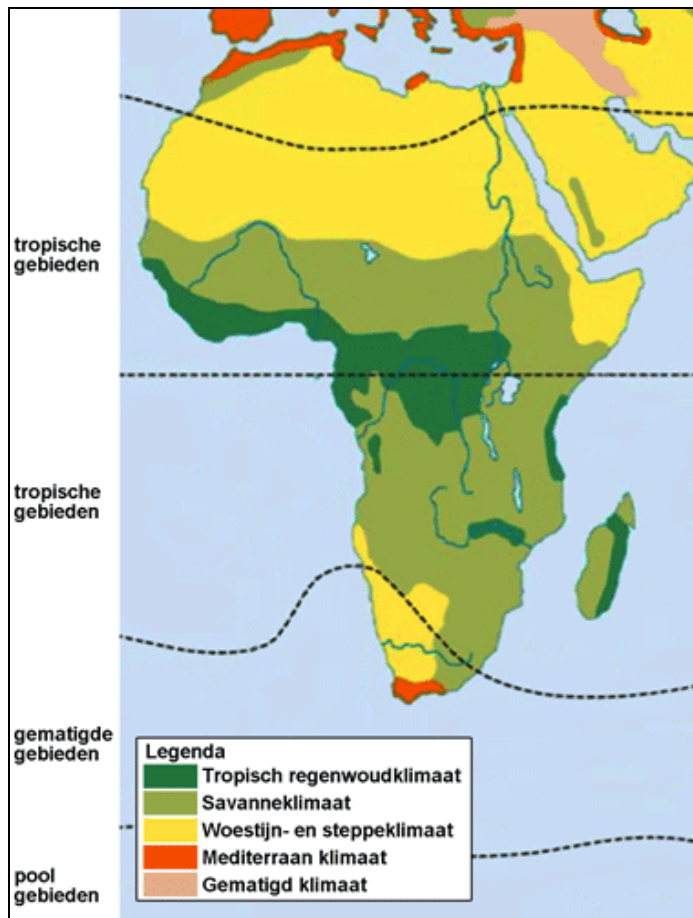 tropische
gebieden
tropische
gebieden
gematigde
gebieden
pool
gebieden
Legenda
Tropisch regenwoudklimaat
Savanneklimaat
Woestijn- en steppeklimaat
Mediterraan klimaat
Gematigd klimaat